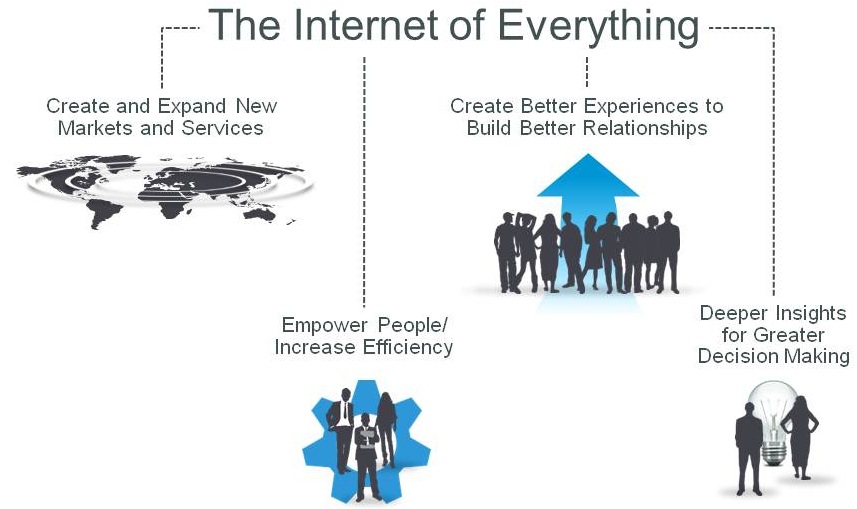 The Internet of Everything
Create and Expand New
Markets and Services
Create Better Experiences to
Build Better Relationships
Empower People/
Increase Efficiency
Deeper Insights
for Greater
Decision Making